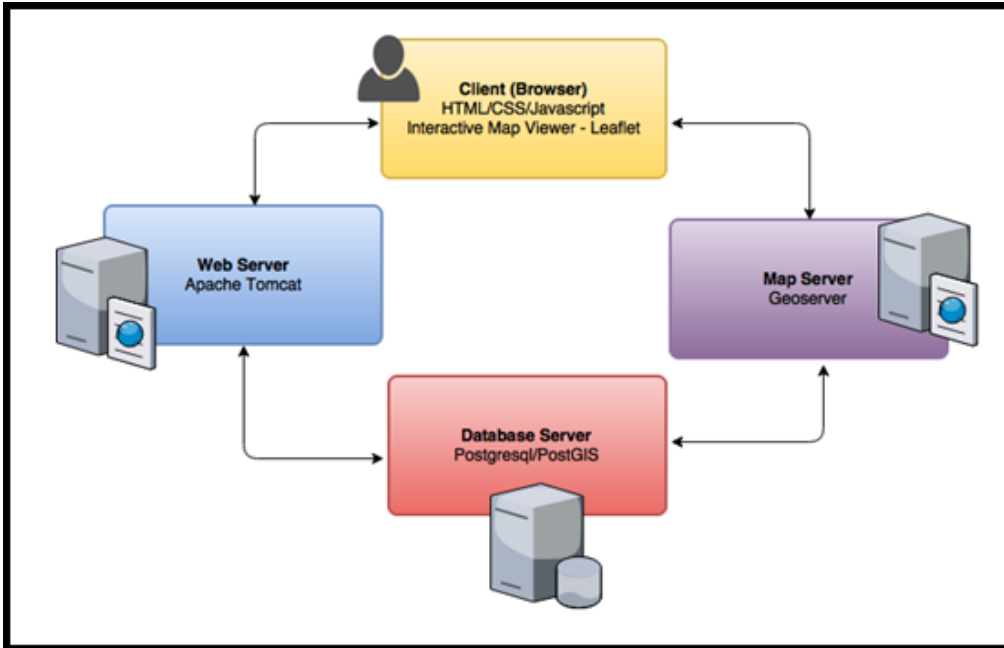 Client (Browser)
HTML/CSS/Javascript
Interactive Map Viewer - Leaflet
Web Server
Apache Tomcat
Map Server
Geoserver
Database Server
Postgresql/PostGIS